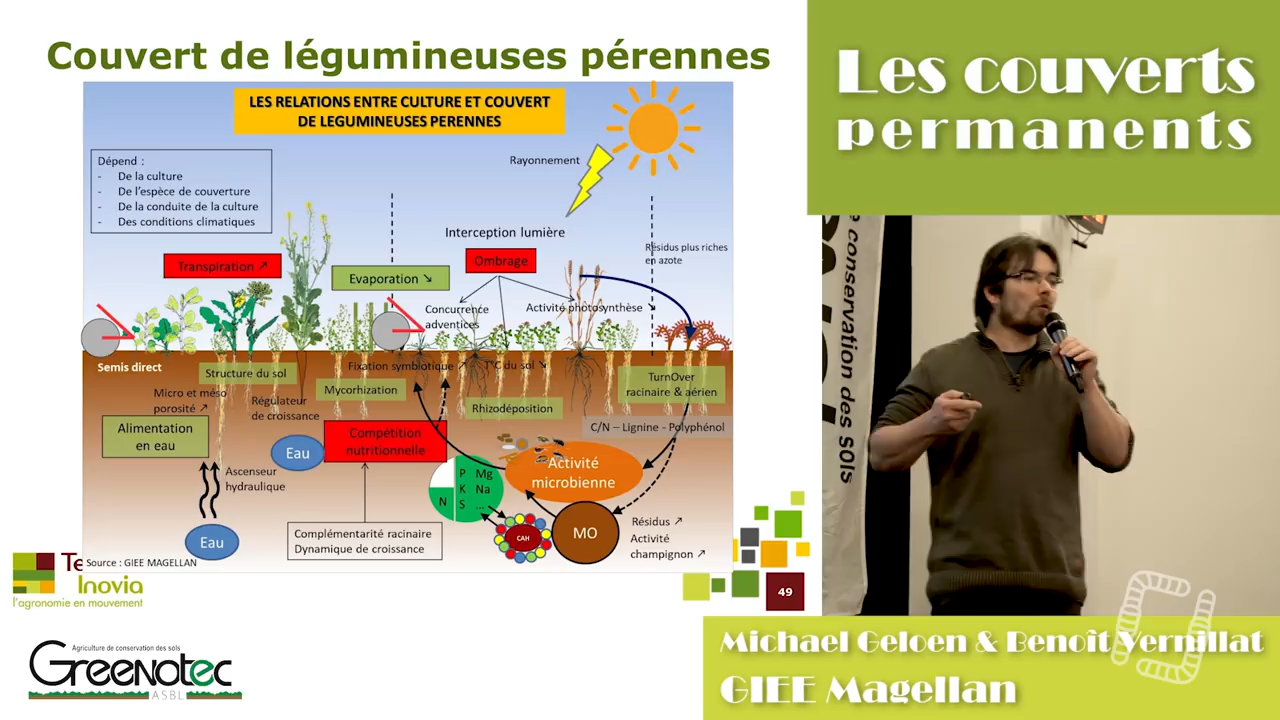 Couvert de légumineuses pérennes
LES RELATIONS ENTRE CULTURE ET COUVERT
DE LEGUMINEUSES PERENNES
Dépend :
- De la culture
- De l'espèce de couverture
- De la conduite de la culture
- Des conditions climatiques
Rayonnement
Interception lumière
Résidus plus riches
en azote
Transpiration ↗
Evaporation ↘
Ombrage
Concurrence
adventices
Activité photosynthèse ↘
Semis direct
Structure du sol
Fixation symbiotique ↗
T°C du sol ↘
Micro et méso
porosité ↗
Régulateur
de croissance
Mycorhization
Rhizodéposition
TurnOver
racinaire & aérien
Alimentation
en eau
Eau
Compétition
nutritionnelle
C/N – Lignine - Polyphénol
Ascenseur
hydraulique
P Mg
K Na
N S ...
Activité
microbienne
CAH
MO
Résidus ↗
Activité
champignon ↗
Eau
Complémentarité racinaire
Dynamique de croissance
Source : GIEE MAGELLAN
Te
Inovia
l'agronomie en mouvement
49
Agriculture de conservation des sols
Greenotec
ASBL
Les couverts
permanents
conservation des sols
Michael Geloen & Benoît Vernillat
GIEE Magellan